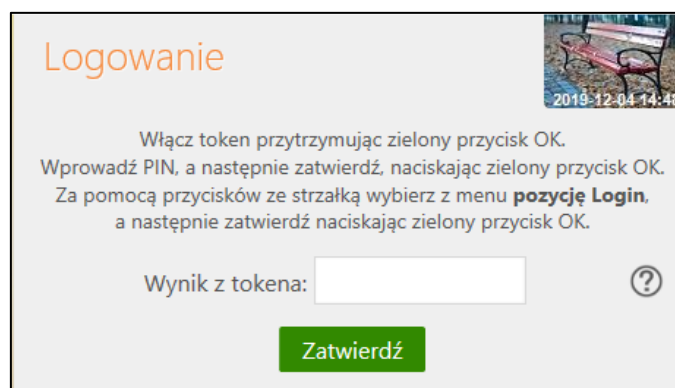 Logowanie
2019-12-04 14:48
Włącz token przytrzymując zielony przycisk OK.
Wprowadź PIN, a następnie zatwierdź, naciskając zielony przycisk OK.
Za pomocą przycisków ze strzałką wybierz z menu pozycję Login,
a następnie zatwierdź naciskając zielony przycisk OK.
Wynik z tokena:
?
Zatwierdź